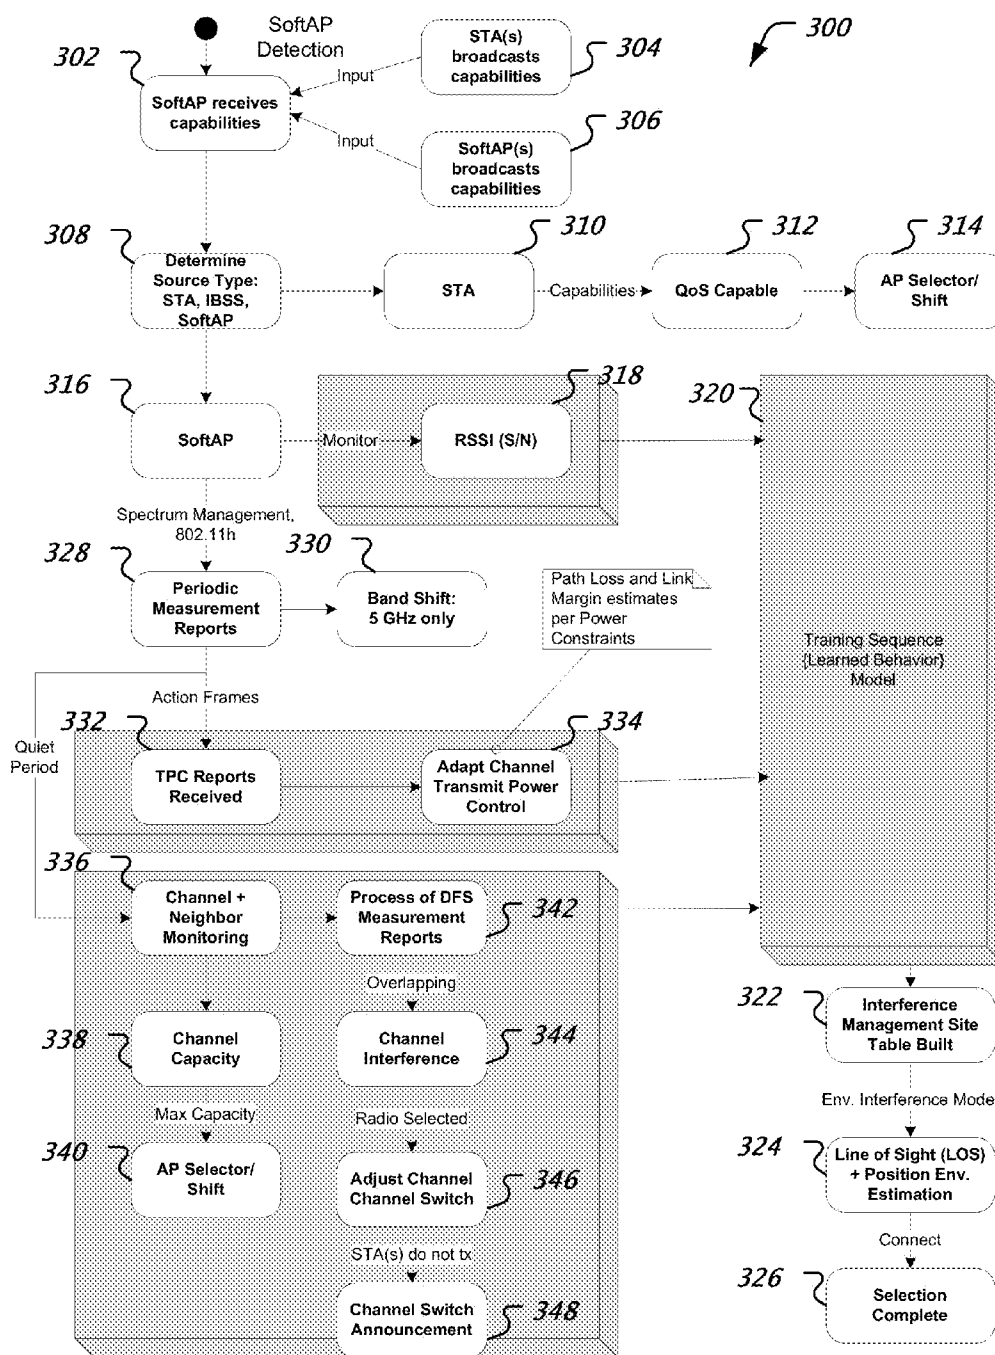 SoftAP
Detection
300
302
SoftAP receives
capabilities
Input
STA(s)
broadcasts
capabilities
304
Input
SoftAP(s)
broadcasts
capabilities
306
308
Determine
Source Type:
STA, IBSS,
SoftAP
310
STA
Capabilities
312
QoS Capable
314
AP Selector/
Shift
316
SoftAP
Monitor
318
RSSI (S/N)
320
Training Sequence
{Learned Behavior}
Model
Spectrum Management,
802.11h
328
Periodic
Measurement
Reports
330
Band Shift:
5 GHz only
Path Loss and Link
Margin estimates
per Power
Constraints
Action Frames
Quiet
Period
332
TPC Reports
Received
334
Adapt Channel
Transmit Power
Control
336
Channel +
Neighbor
Monitoring
Process of DFS
Measurement
Reports
342
Overlapping
338
Channel
Capacity
Channel
Interference
344
Max Capacity
Radio Selected
340
AP Selector/
Shift
Adjust Channel
Channel Switch
346
STA(s) do not tx
Channel Switch
Announcement
348
322
Interference
Management Site
Table Built
Env. Interference Model
324
Line of Sight (LOS)
+ Position Env.
Estimation
Connect
326
Selection
Complete